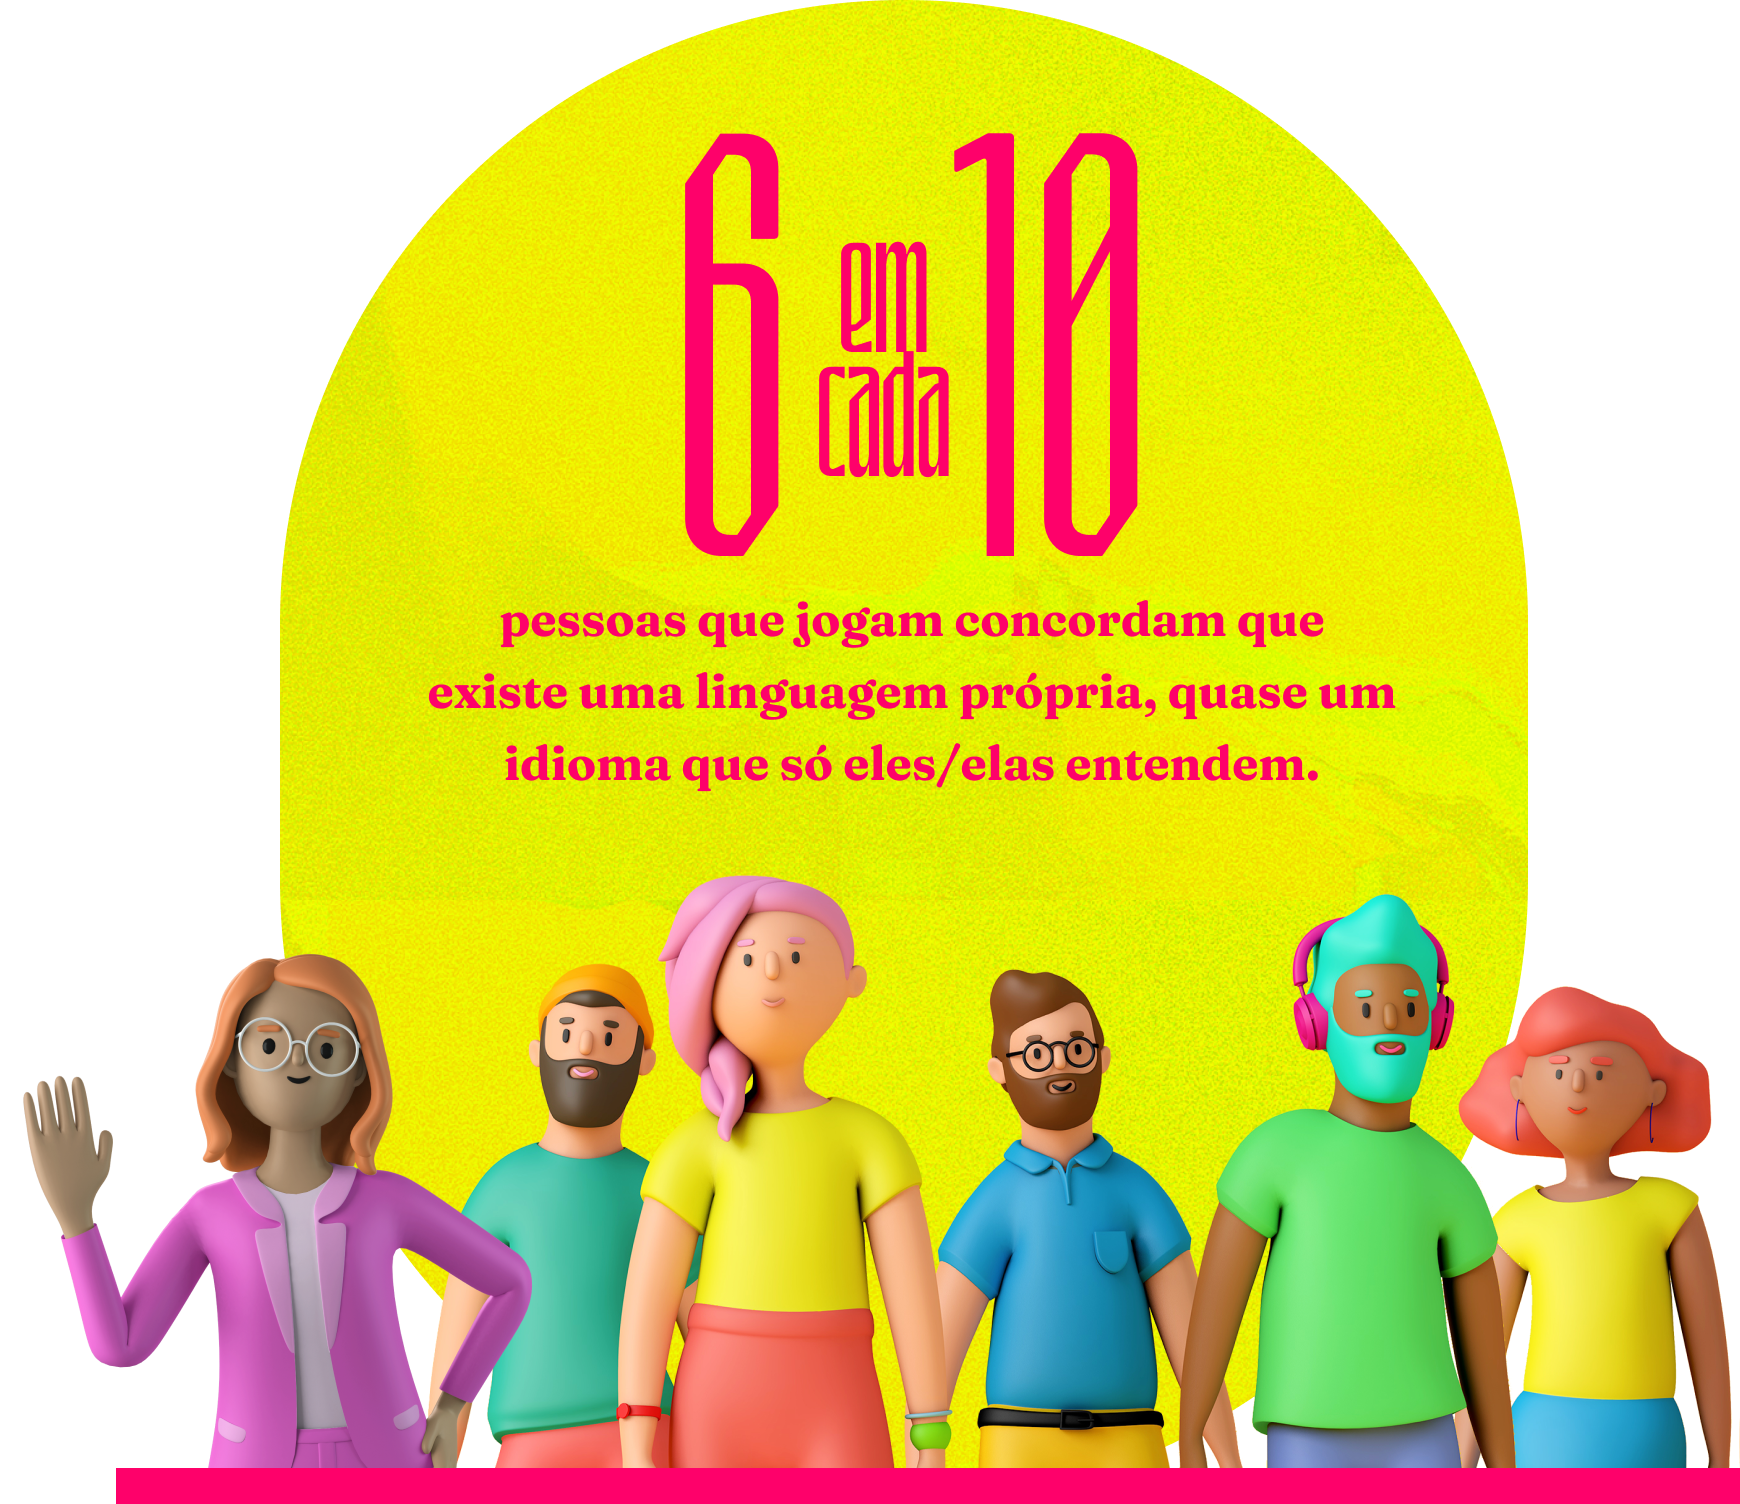 6 em cada 10
pessoas que jogam concordam que
existe uma linguagem própria, quase um
idioma que só eles/elas entendem.